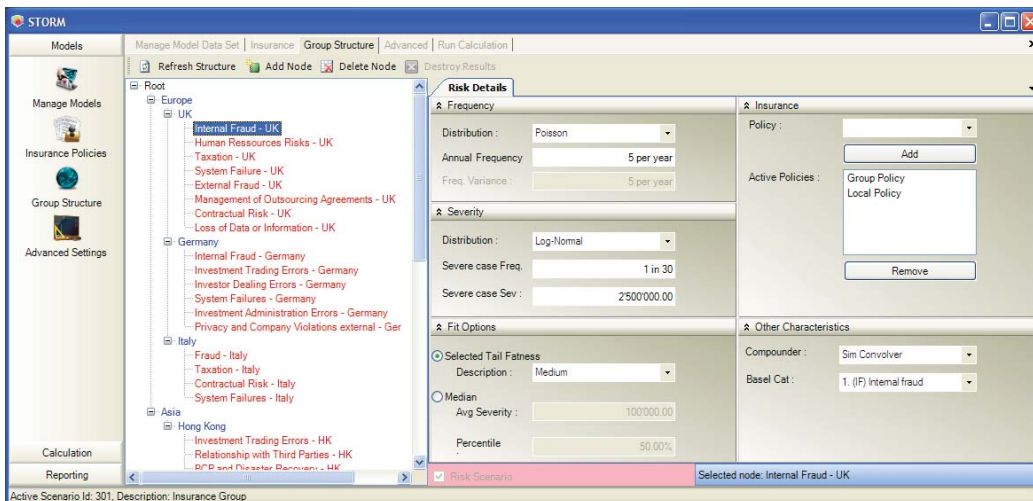 STORM
Models
Manage Models
Insurance Policies
Group Structure
Advanced Settings
Calculation
Reporting
Manage Model Data Set | Insurance | Group Structure | Advanced | Run Calculation |
Refresh Structure Add Node Delete Node Destroy Results
Root
Europe
UK
Internal Fraud - UK
Human Ressources Risks - UK
Taxation - UK
System Failure - UK
External Fraud - UK
Management of Outsourcing Agreements - UK
Contractual Risk - UK
Loss of Data or Information - UK
Germany
Internal Fraud - Germany
Investment Trading Errors - Germany
Investor Dealing Errors - Germany
System Failures - Germany
Investment Administration Errors - Germany
Privacy and Company Violations external - Ger
Italy
Fraud - Italy
Taxation - Italy
Contractual Risk - Italy
System Failures - Italy
Asia
Hong Kong
Investment Trading Errors - HK
Relationship with Third Parties - HK
BCP and Disaster Recovery - HK
Risk Details
Frequency
Distribution : Poisson
Annual Frequency 5 per year
Freq. Variance : 5 per year
Severity
Distribution : Log-Normal
Severe case Freq. 1 in 30
Severe case Sev : 2'500'000.00
Fit Options
Selected Tail Fatness
Description : Medium
Median
Avg Severity : 100'000.00
Percentile 50.00%
Risk Scenario
Insurance
Policy :
Add
Active Policies : Group Policy
Local Policy
Remove
Other Characteristics
Compounder : Sim Convolver
Basel Cat : 1. (IF) Internal fraud
Selected node: Internal Fraud - UK
Active Scenario Id: 301, Description: Insurance Group